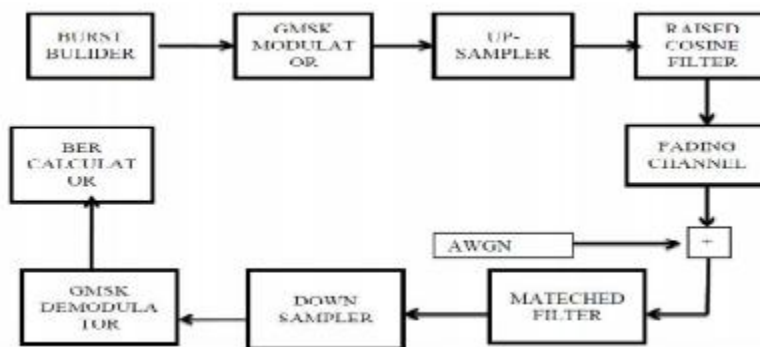 BURST
BULIDER
GMSK
MODULAT
OR
UP-
SAMPLER
RAISED
COSINE
FILTER
FADING
CHANNEL
BER
CALCULAT
OR
AWGN
+
GMSK
DEMODULA
TOR
DOWN
SAMPLER
MATECHED
FILTER